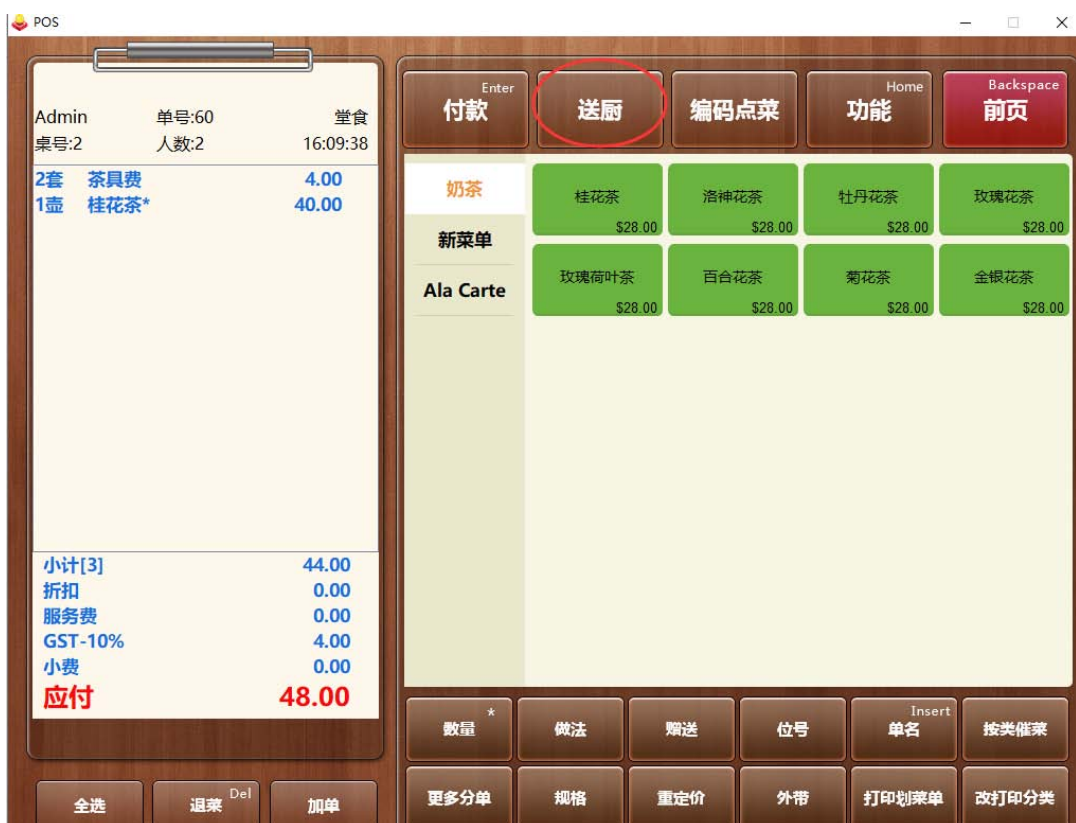 POS
Admin 单号:60 堂食
桌号:2 人数:2 16:09:38
2套 茶具费 4.00
1壶 桂花茶* 40.00
小计[3] 44.00
折扣 0.00
服务费 0.00
GST-10% 4.00
小费 0.00
应付 48.00
全选
退菜 Del
加单
Enter
付款
送厨
编码点菜
Home
功能
Backspace
前页
奶茶
新菜单
Ala Carte
桂花茶
$28.00
洛神花茶
$28.00
牡丹花茶
$28.00
玫瑰花茶
$28.00
玫瑰荷叶茶
$28.00
百合花茶
$28.00
菊花茶
$28.00
金银花茶
$28.00
数量 *
做法
赠送
位号
Insert
单名
按类催菜
更多分单
规格
重定价
外带
打印划菜单
改打印分类